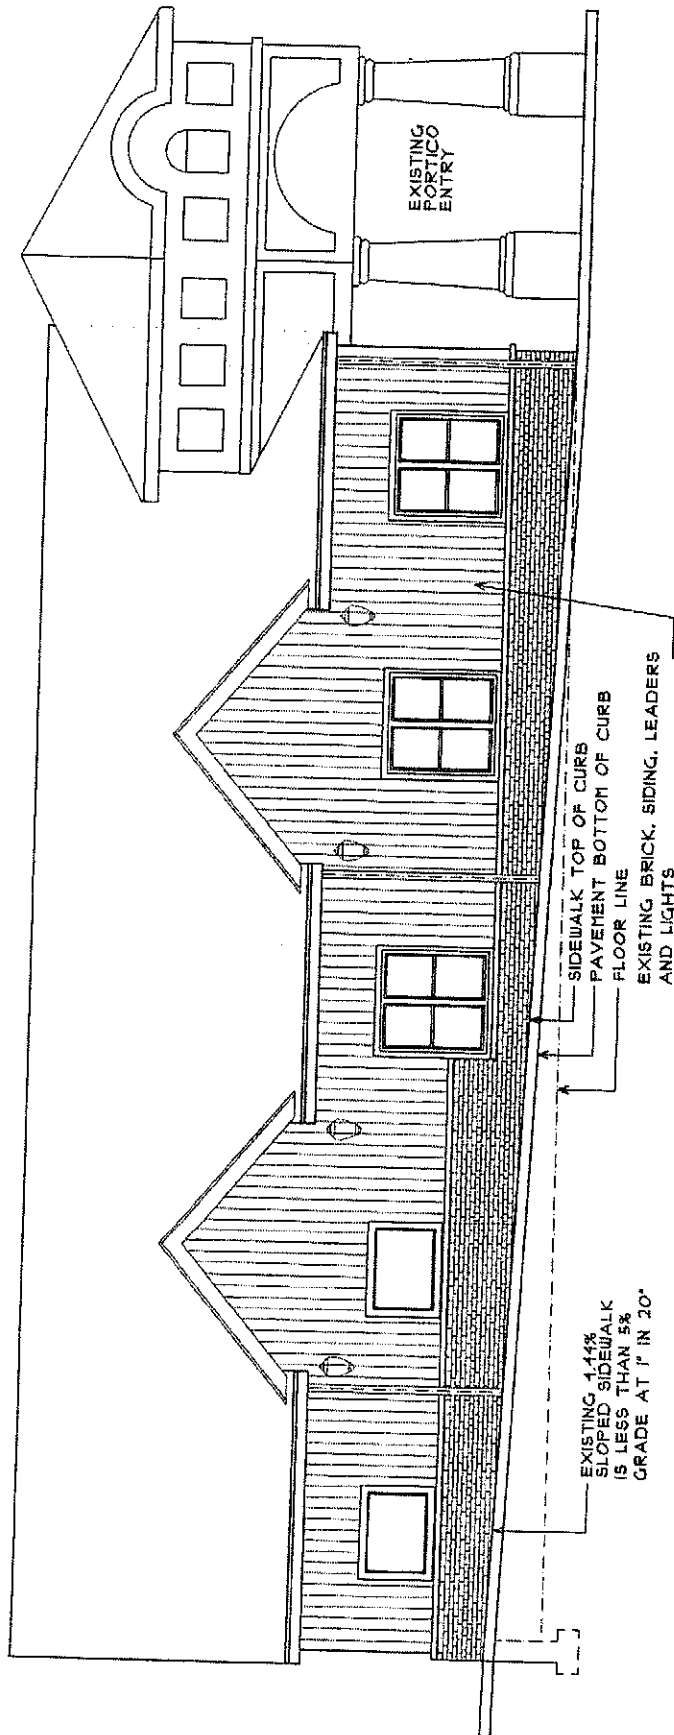 EXISTING
PORTICO
ENTRY
SIDEWALK TOP OF CURB
PAVEMENT BOTTOM OF CURB
FLOOR LINE
EXISTING BRICK, SIDING, LEADERS
AND LIGHTS
EXISTING 4.44%
SLOPED SIDEWALK
IS LESS THAN 5%
GRADE AT 1" IN 20"